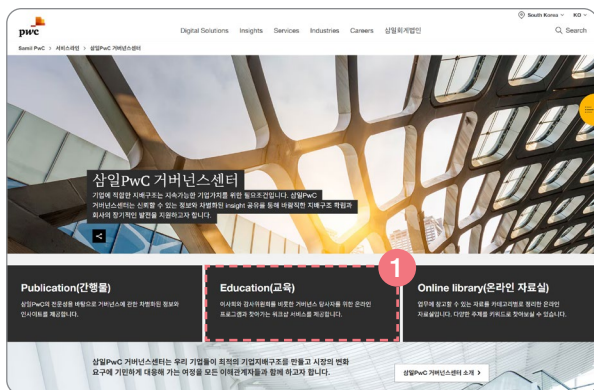 South Korea KO
pwc
Digital Solutions Insights Services Industries Careers 삼일회계법인
Search
Samil PwC > 서비스라인 > 삼일PwC 거버넌스센터
삼일PwC 거버넌스센터
기업에 적합한 지배구조는 지속가능한 기업가치를 위한 필요조건입니다. 삼일PwC
거버넌스센터는 신뢰할 수 있는 정보와 차별화된 insight 공유를 통해 바람직한 지배구조 확립과
회사의 장기적인 발전을 지원하고자 합니다.
1
Publication(간행물)
삼일PwC의 전문성을 바탕으로 거버넌스에 관한 차별화된 정보와
인사이트를 제공합니다.
Education(교육)
이사회와 감사위원회를 비롯한 거버넌스 담당자를 위한 온라인
프로그램과 찾아가는 워크샵 서비스를 제공합니다.
Online library(온라인 자료실)
업무에 참고할 수 있는 자료를 카테고리별로 정리한 온라인
자료실입니다. 다양한 주제를 키워드로 찾아보실 수 있습니다.
삼일PwC 거버넌스센터는 우리 기업들이 최적의 기업지배구조를 만들고 시장의 변화
요구에 기민하게 대응해 가는 여정을 모든 이해관계자들과 함께 하고자 합니다.
삼일PwC 거버넌스센터 소개 >